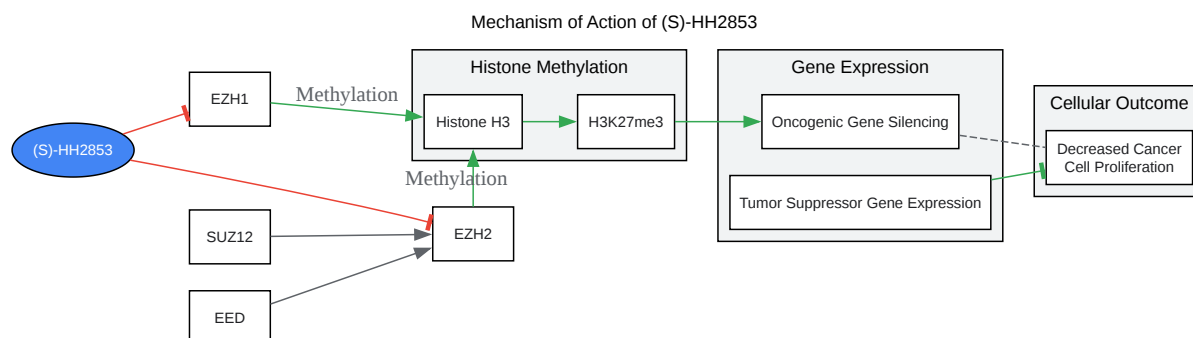 Mechanism of Action of (S)-HH2853
Histone Methylation
Gene Expression
Cellular Outcome
EZH1
Methylation
Histone H3
H3K27me3
Oncogenic Gene Silencing
(S)-HH2853
Decreased Cancer
Cell Proliferation
Methylation
Tumor Suppressor Gene Expression
SUZ12
EZH2
EED